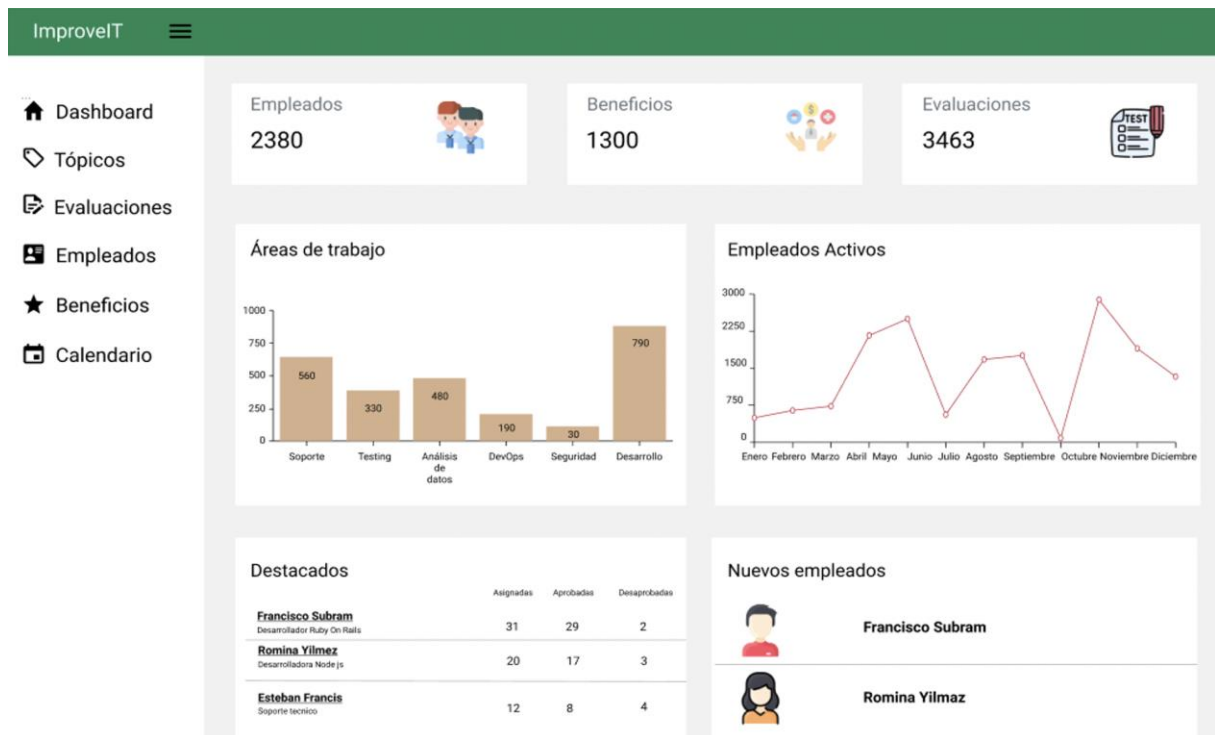 ImproveIT
Dashboard
Tópicos
Evaluaciones
Empleados
Beneficios
Calendario
Empleados
2380
Beneficios
1300
Evaluaciones
3463
TEST
Áreas de trabajo
1000
750
500
250
0
560
330
480
190
30
790
Soporte
Testing
Análisis
de
datos
DevOps
Seguridad
Desarrollo
Empleados Activos
3000
2250
1500
750
0
Enero Febrero Marzo Abril Mayo Junio Julio Agosto Septiembre Octubre Noviembre Diciembre
Destacados
Asignadas Aprobadas Desaprobadas
Francisco Subram
Desarrollador Ruby On Rails
31 29 2
Romina Yilmez
Desarrolladora Node js
20 17 3
Esteban Francis
Soporte tecnico
12 8 4
Nuevos empleados
Francisco Subram
Romina Yilmaz